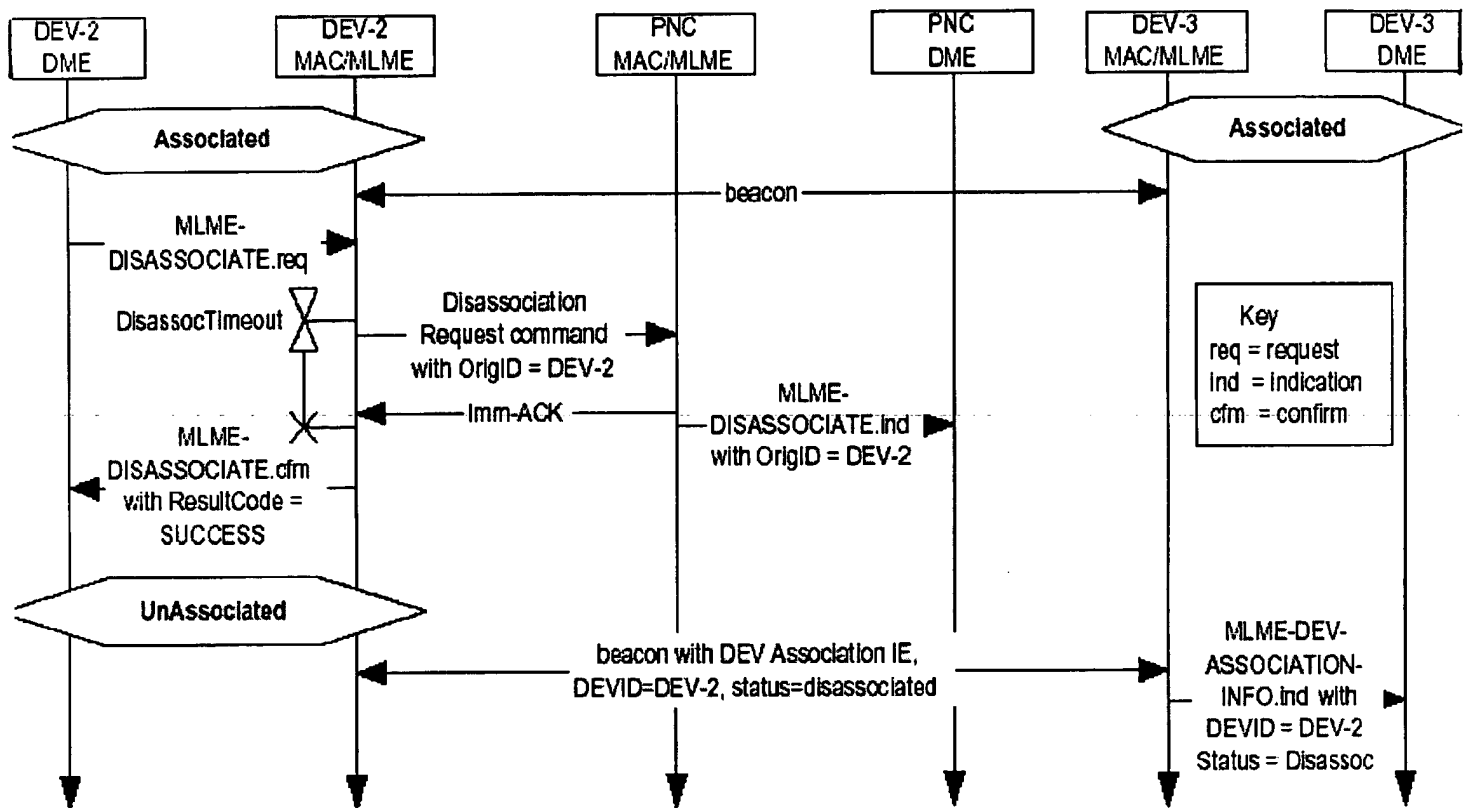 DEV-2
DME
DEV-2
MAC/MLME
PNC
MAC/MLME
PNC
DME
DEV-3
MAC/MLME
DEV-3
DME
Associated
Associated
beacon
MLME-
DISASSOCIATE.req
DisassocTimeout
Disassociation
Request command
with OrigID = DEV-2
Key
req = request
ind = indication
cfm = confirm
Imm-ACK
MLME-
DISASSOCIATE.ind
with OrigID = DEV-2
MLME-
DISASSOCIATE.cfm
with ResultCode =
SUCCESS
UnAssociated
beacon with DEV Association IE,
DEVID=DEV-2, status=disassociated
MLME-DEV-
ASSOCIATION-
INFO.ind with
DEVID = DEV-2
Status = Disassoc